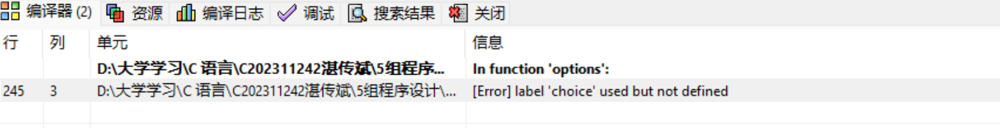 编译器 (2) 资源 编译日志 调试 搜索结果 关闭
行 列 单元 信息
D:\大学学习\C 语言\C202311242湛传斌\5组程序... In function 'options':
245 3 D:\大学学习\C 语言\C202311242湛传斌\5组程序设计\... [Error] label 'choice' used but not defined